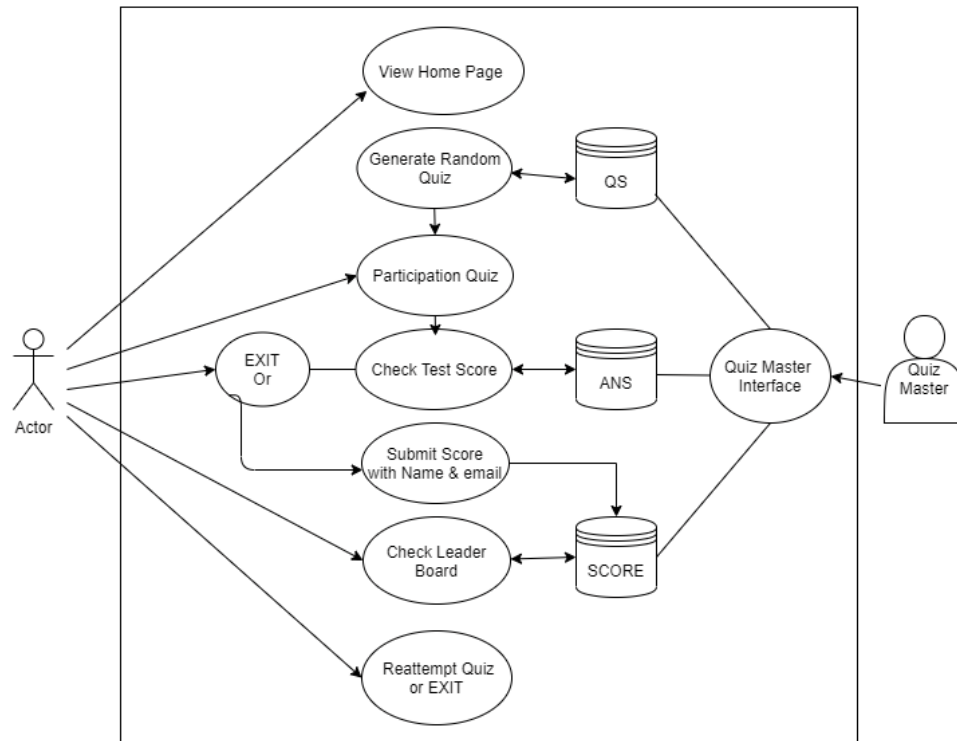 View Home Page
Generate Random
Quiz
QS
Participation Quiz
EXIT
Or
Check Test Score
ANS
Quiz Master
Interface
Quiz
Master
Actor
Submit Score
with Name & email
Check Leader
Board
SCORE
Reattempt Quiz
or EXIT